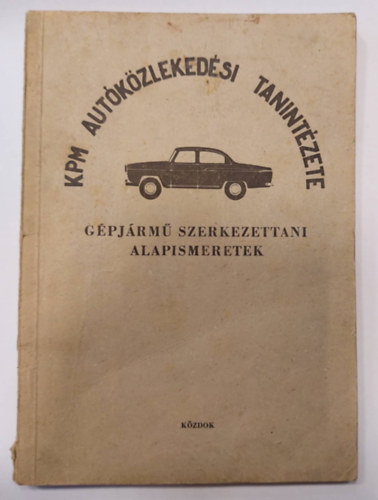 KPM AUTÓKÖZLEKEDÉSI TANINTÉZETE
GÉPJÁRMŰ SZERKEZETTANI
ALAPISMERETEK
KÖZDOK